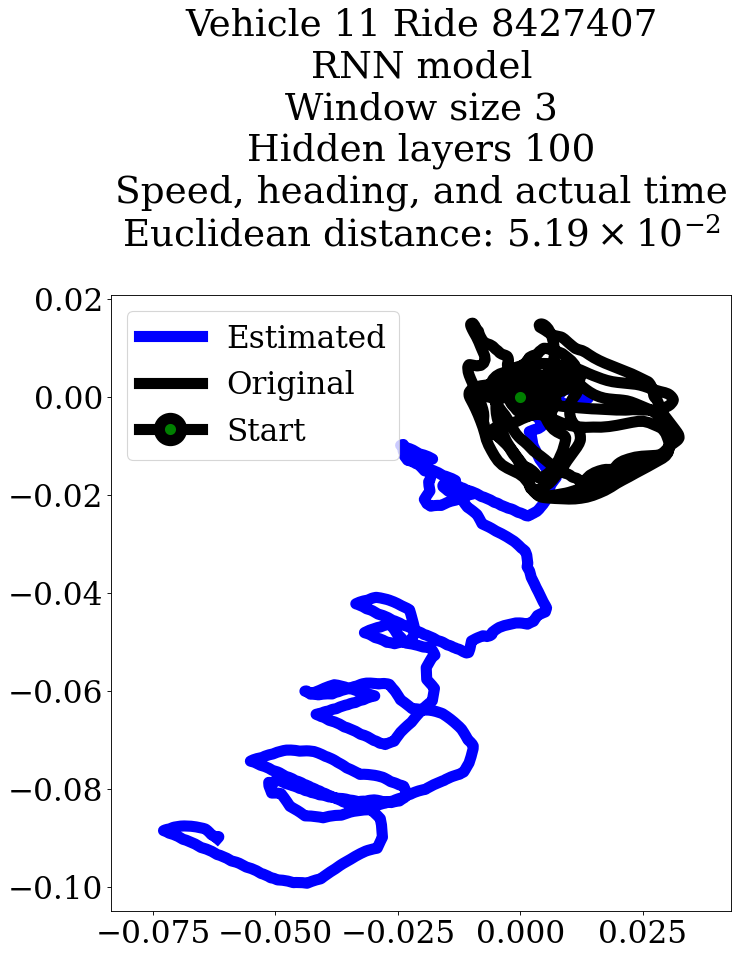 Vehicle 11 Ride 8427407
RNN model
Window size 3
Hidden layers 100
Speed, heading, and actual time
Euclidean distance: 5.19 × 10⁻²
Estimated
Original
Start
0.02
0.00
−0.02
−0.04
−0.06
−0.08
−0.10
−0.075 −0.050 −0.025 0.000 0.025